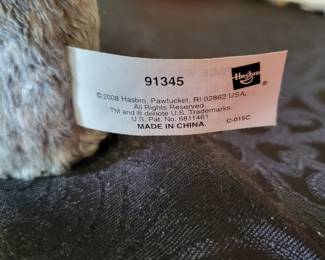 91345
Hasbro
©2008 Hasbro, Pawtucket, RI 02862 USA.
All Rights Reserved.
™ and ® denote U.S. Trademarks.
U.S. Pat. No. 6811461
MADE IN CHINA.
C-015C